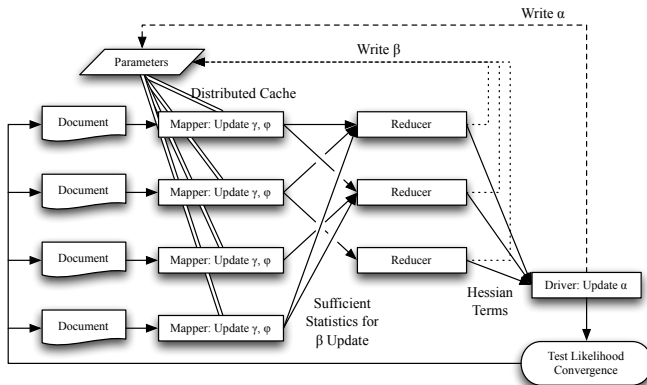 Write α
Write β
Parameters
Distributed Cache
Document
Mapper: Update γ, φ
Reducer
Document
Mapper: Update γ, φ
Reducer
Document
Mapper: Update γ, φ
Reducer
Document
Mapper: Update γ, φ
Sufficient
Statistics for
β Update
Hessian
Terms
Driver: Update α
Test Likelihood
Convergence